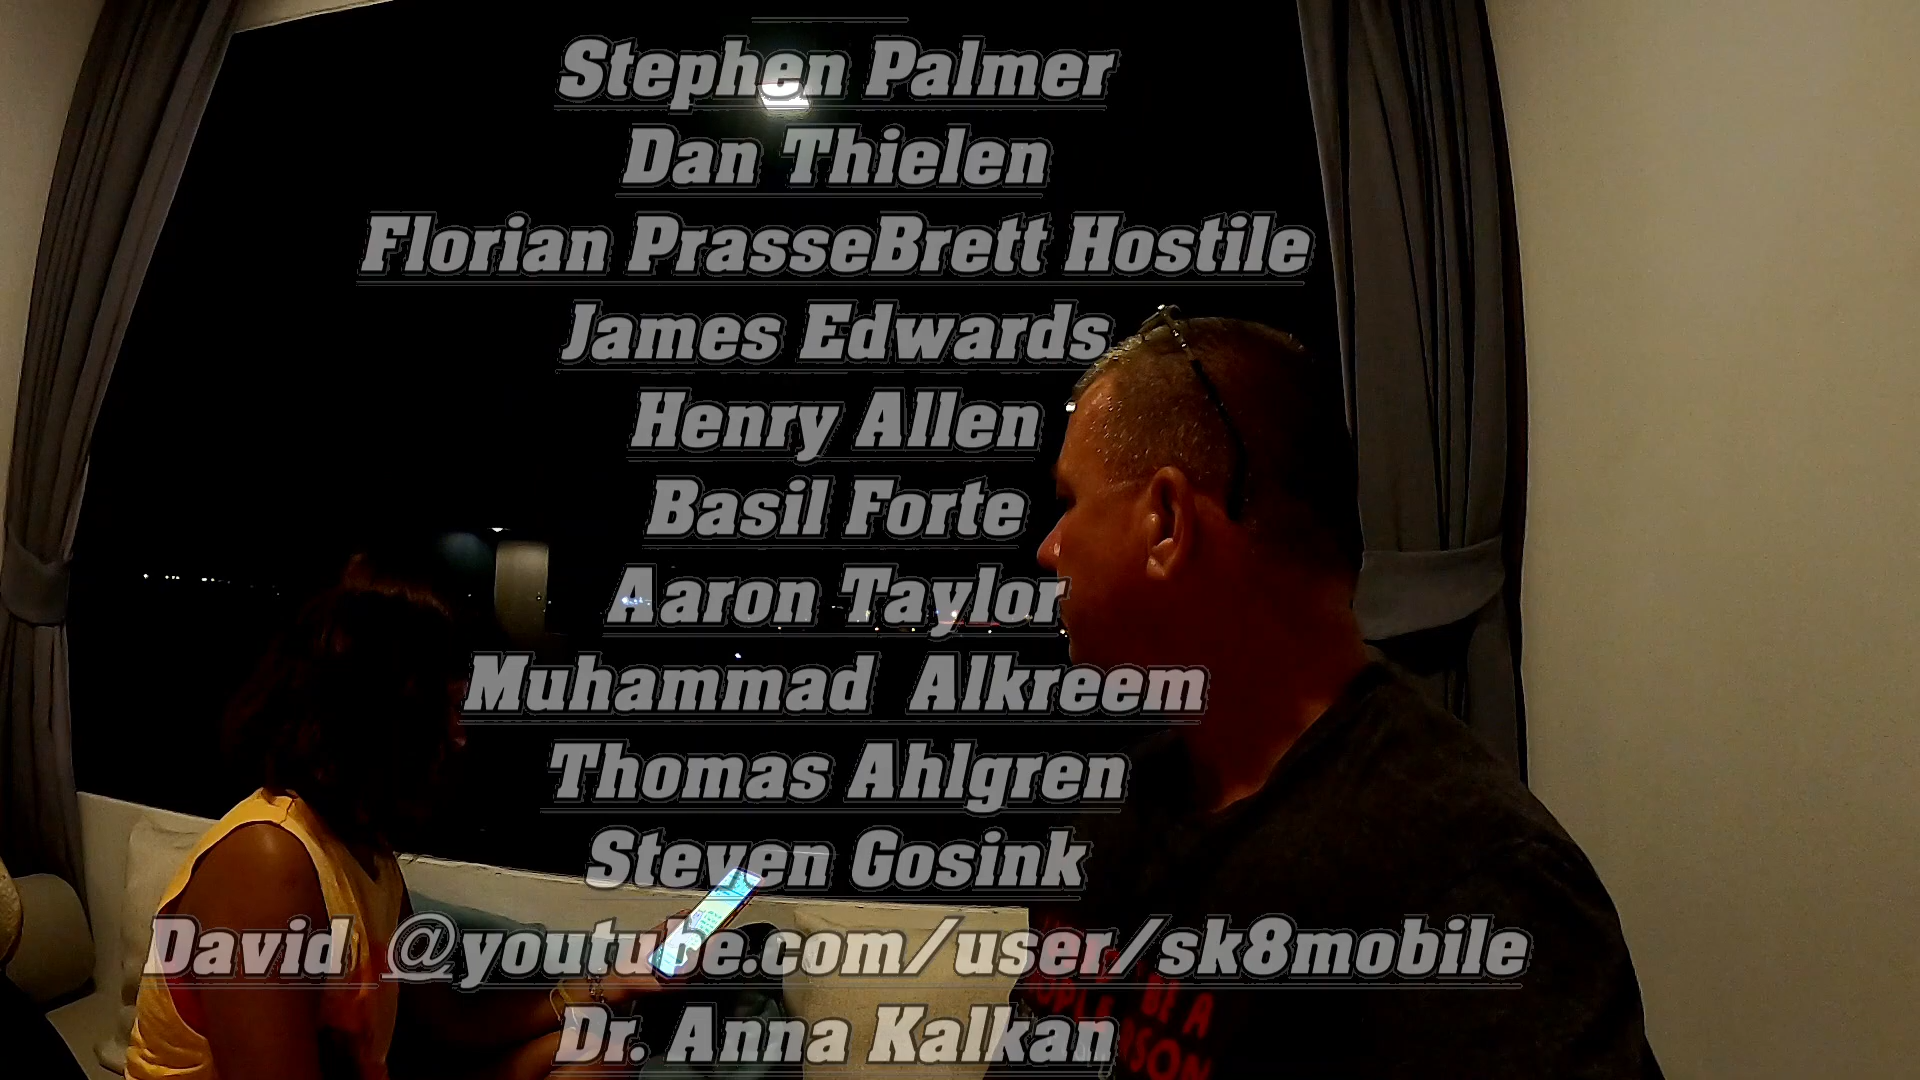 Stephen Palmer
Dan Thielen
Florian PrasseBrett Hostile
James Edwards
Henry Allen
Basil Forte
Aaron Taylor
Muhammad  Alkreem
Thomas Ahlgren
Steven Gosink
David @youtube.com/user/sk8mobile
Dr. Anna Kalkan
BE A